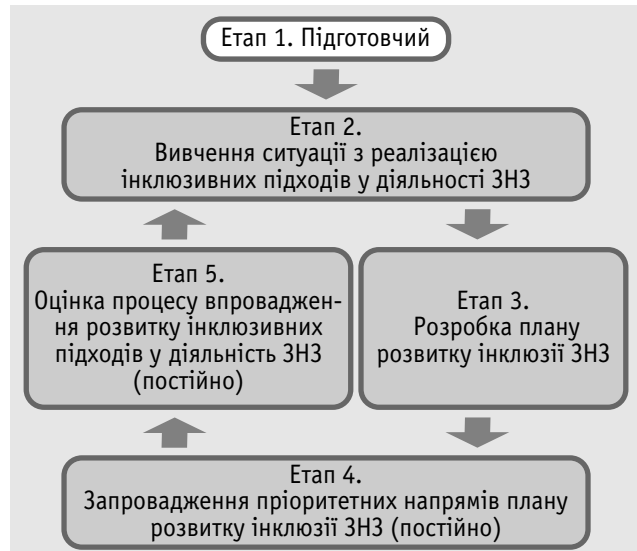 Етап 1. Підготовчий
Етап 2.
Вивчення ситуації з реалізацією
інклюзивних підходів у діяльності ЗНЗ
Етап 5.
Оцінка процесу впроваджен-
ня розвитку інклюзивних
підходів у діяльність ЗНЗ
(постійно)
Етап 3.
Розробка плану
розвитку інклюзії ЗНЗ
Етап 4.
Запровадження пріоритетних напрямів плану
розвитку інклюзії ЗНЗ (постійно)